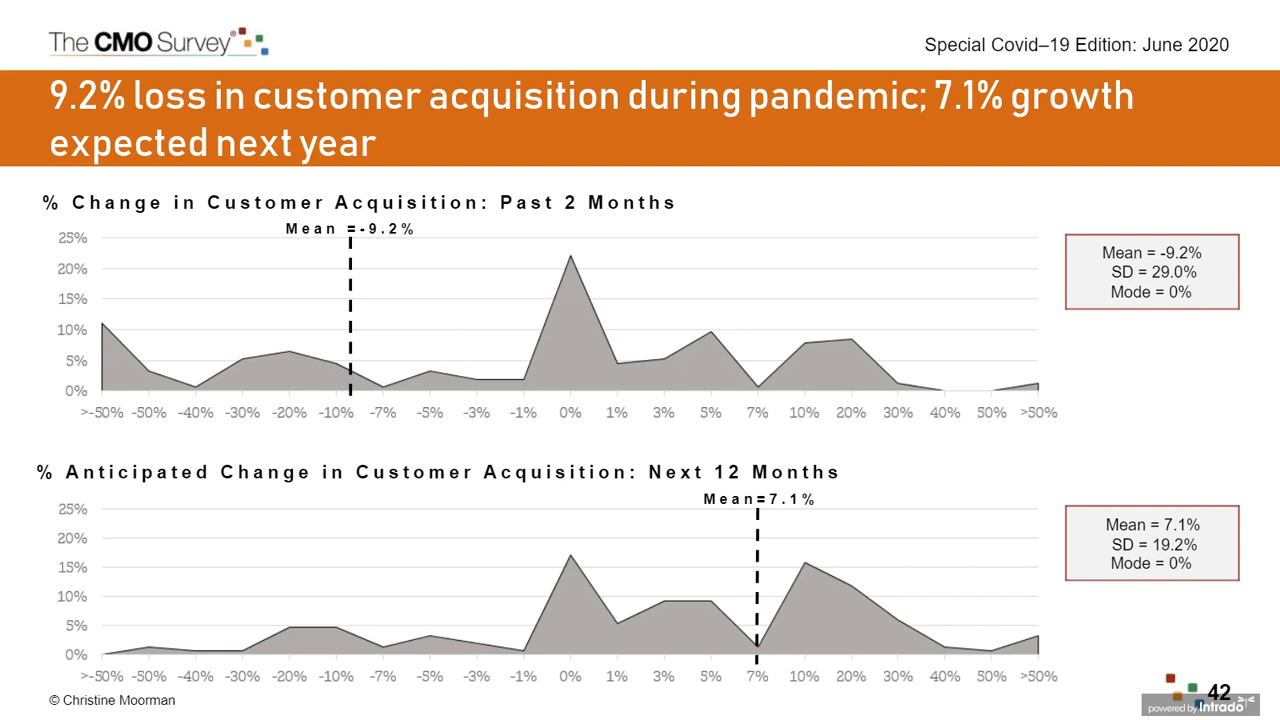 The CMO Survey®
Special Covid–19 Edition: June 2020
9.2% loss in customer acquisition during pandemic; 7.1% growth
expected next year
% Change in Customer Acquisition: Past 2 Months
Mean =-9.2%
25%
20%
15%
10%
5%
0%
>-50% -50% -40% -30% -20% -10% -7% -5% -3% -1% 0% 1% 3% 5% 7% 10% 20% 30% 40% 50% >50%
Mean = -9.2%
SD = 29.0%
Mode = 0%
% Anticipated Change in Customer Acquisition: Next 12 Months
Mean=7.1%
25%
20%
15%
10%
5%
0%
>-50% -50% -40% -30% -20% -10% -7% -5% -3% -1% 0% 1% 3% 5% 7% 10% 20% 30% 40% 50% >50%
Mean = 7.1%
SD = 19.2%
Mode = 0%
© Christine Moorman
42
powered by Intrado